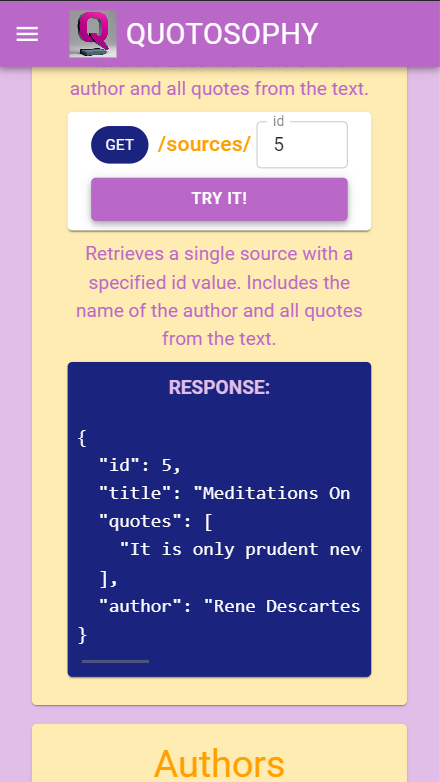 QUOTOSOPHY
author and all quotes from the text.
GET /sources/ id 5
TRY IT!
Retrieves a single source with a
specified id value. Includes the
name of the author and all quotes
from the text.
RESPONSE:
{
  "id": 5,
  "title": "Meditations On
  "quotes": [
    "It is only prudent nev
  ],
  "author": "Rene Descartes
}
Authors